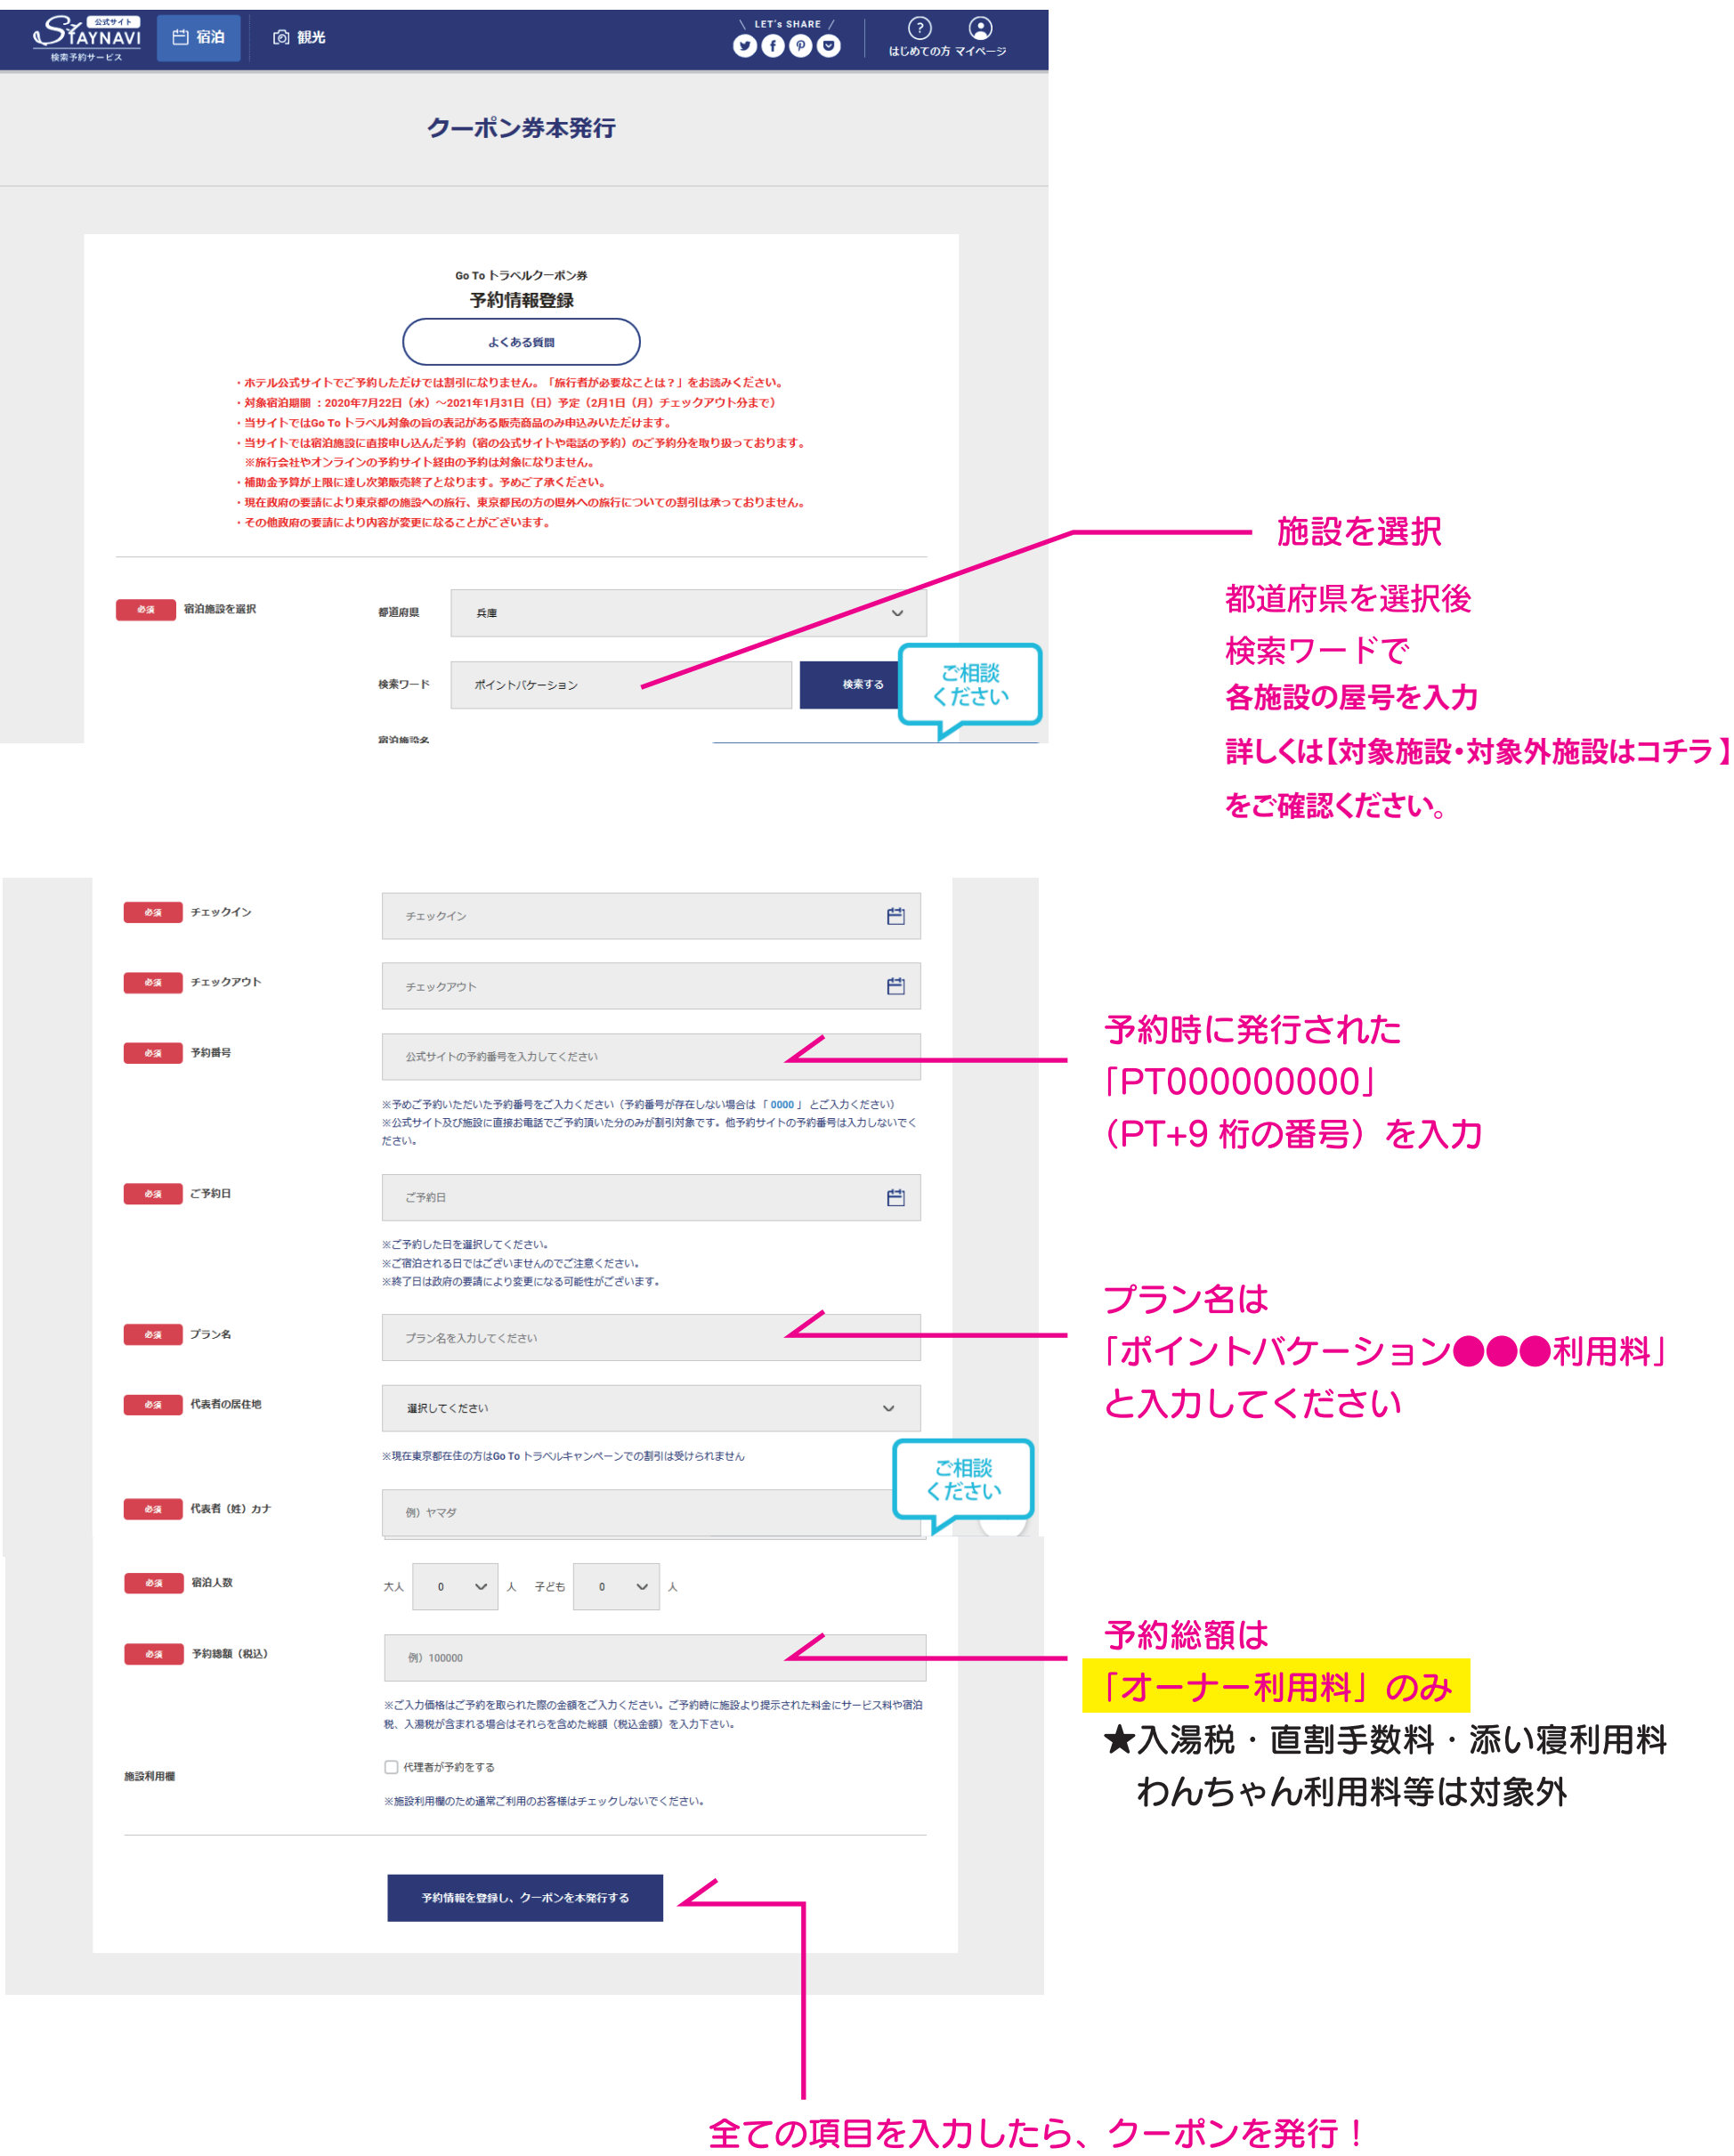 STAYNAVI
公式サイト
検索予約サービス
宿泊
観光
\ LET's SHARE /
はじめての方 マイページ
クーポン券本発行
Go To トラベルクーポン券
予約情報登録
よくある質問
・ホテル公式サイトでご予約しただけでは割引になりません。「旅行者が必要なことは？」をお読みください。
・対象宿泊期間 ：2020年7月22日（水）～2021年1月31日（日）予定（2月1日（月）チェックアウト分まで）
・当サイトではGo To トラベル対象の旨の表記がある販売商品のみ申込みいただけます。
・当サイトでは宿泊施設に直接申し込んだ予約（宿の公式サイトや電話の予約）のご予約分を取り扱っております。
※旅行会社やオンラインの予約サイト経由の予約は対象になりません。
・補助金予算が上限に達し次第販売終了となります。予めご了承ください。
・現在政府の要請により東京都の施設への旅行、東京都民の方の県外への旅行についての割引は承っておりません。
・その他政府の要請により内容が変更になることがございます。
施設を選択
都道府県を選択後
検索ワードで
各施設の屋号を入力
詳しくは【対象施設・対象外施設はコチラ】
をご確認ください。
必須 宿泊施設を選択
都道府県 兵庫
検索ワード ポイントバケーション 検索する
ご相談
ください
宿泊施設名
必須 チェックイン チェックイン
必須 チェックアウト チェックアウト
必須 予約番号 公式サイトの予約番号を入力してください
※予めご予約いただいた予約番号をご入力ください（予約番号が存在しない場合は 「 0000 」 とご入力ください）
※公式サイト及び施設に直接お電話でご予約頂いた分のみが割引対象です。他予約サイトの予約番号は入力しないでく
ださい。
予約時に発行された
「PT000000000」
（PT+9 桁の番号）を入力
必須 ご予約日 ご予約日
※ご予約した日を選択してください。
※ご宿泊される日ではございませんのでご注意ください。
※終了日は政府の要請により変更になる可能性がございます。
必須 プラン名 プラン名を入力してください
プラン名は
「ポイントバケーション●●●利用料」
と入力してください
必須 代表者の居住地 選択してください
※現在東京都在住の方はGo To トラベルキャンペーンでの割引は受けられません
ご相談
ください
必須 代表者（姓）カナ 例）ヤマダ
必須 宿泊人数 大人 0 人 子ども 0 人
必須 予約総額（税込） 例）100000
※ご入力価格はご予約を取られた際の金額をご入力ください。ご予約時に施設より提示された料金にサービス料や宿泊
税、入湯税が含まれる場合はそれらを含めた総額（税込金額）を入力下さい。
予約総額は
「オーナー利用料」のみ
★入湯税・直割手数料・添い寝利用料
わんちゃん利用料等は対象外
施設利用欄 代理者が予約をする
※施設利用欄のため通常ご利用のお客様はチェックしないでください。
予約情報を登録し、クーポンを本発行する
全ての項目を入力したら、クーポンを発行！